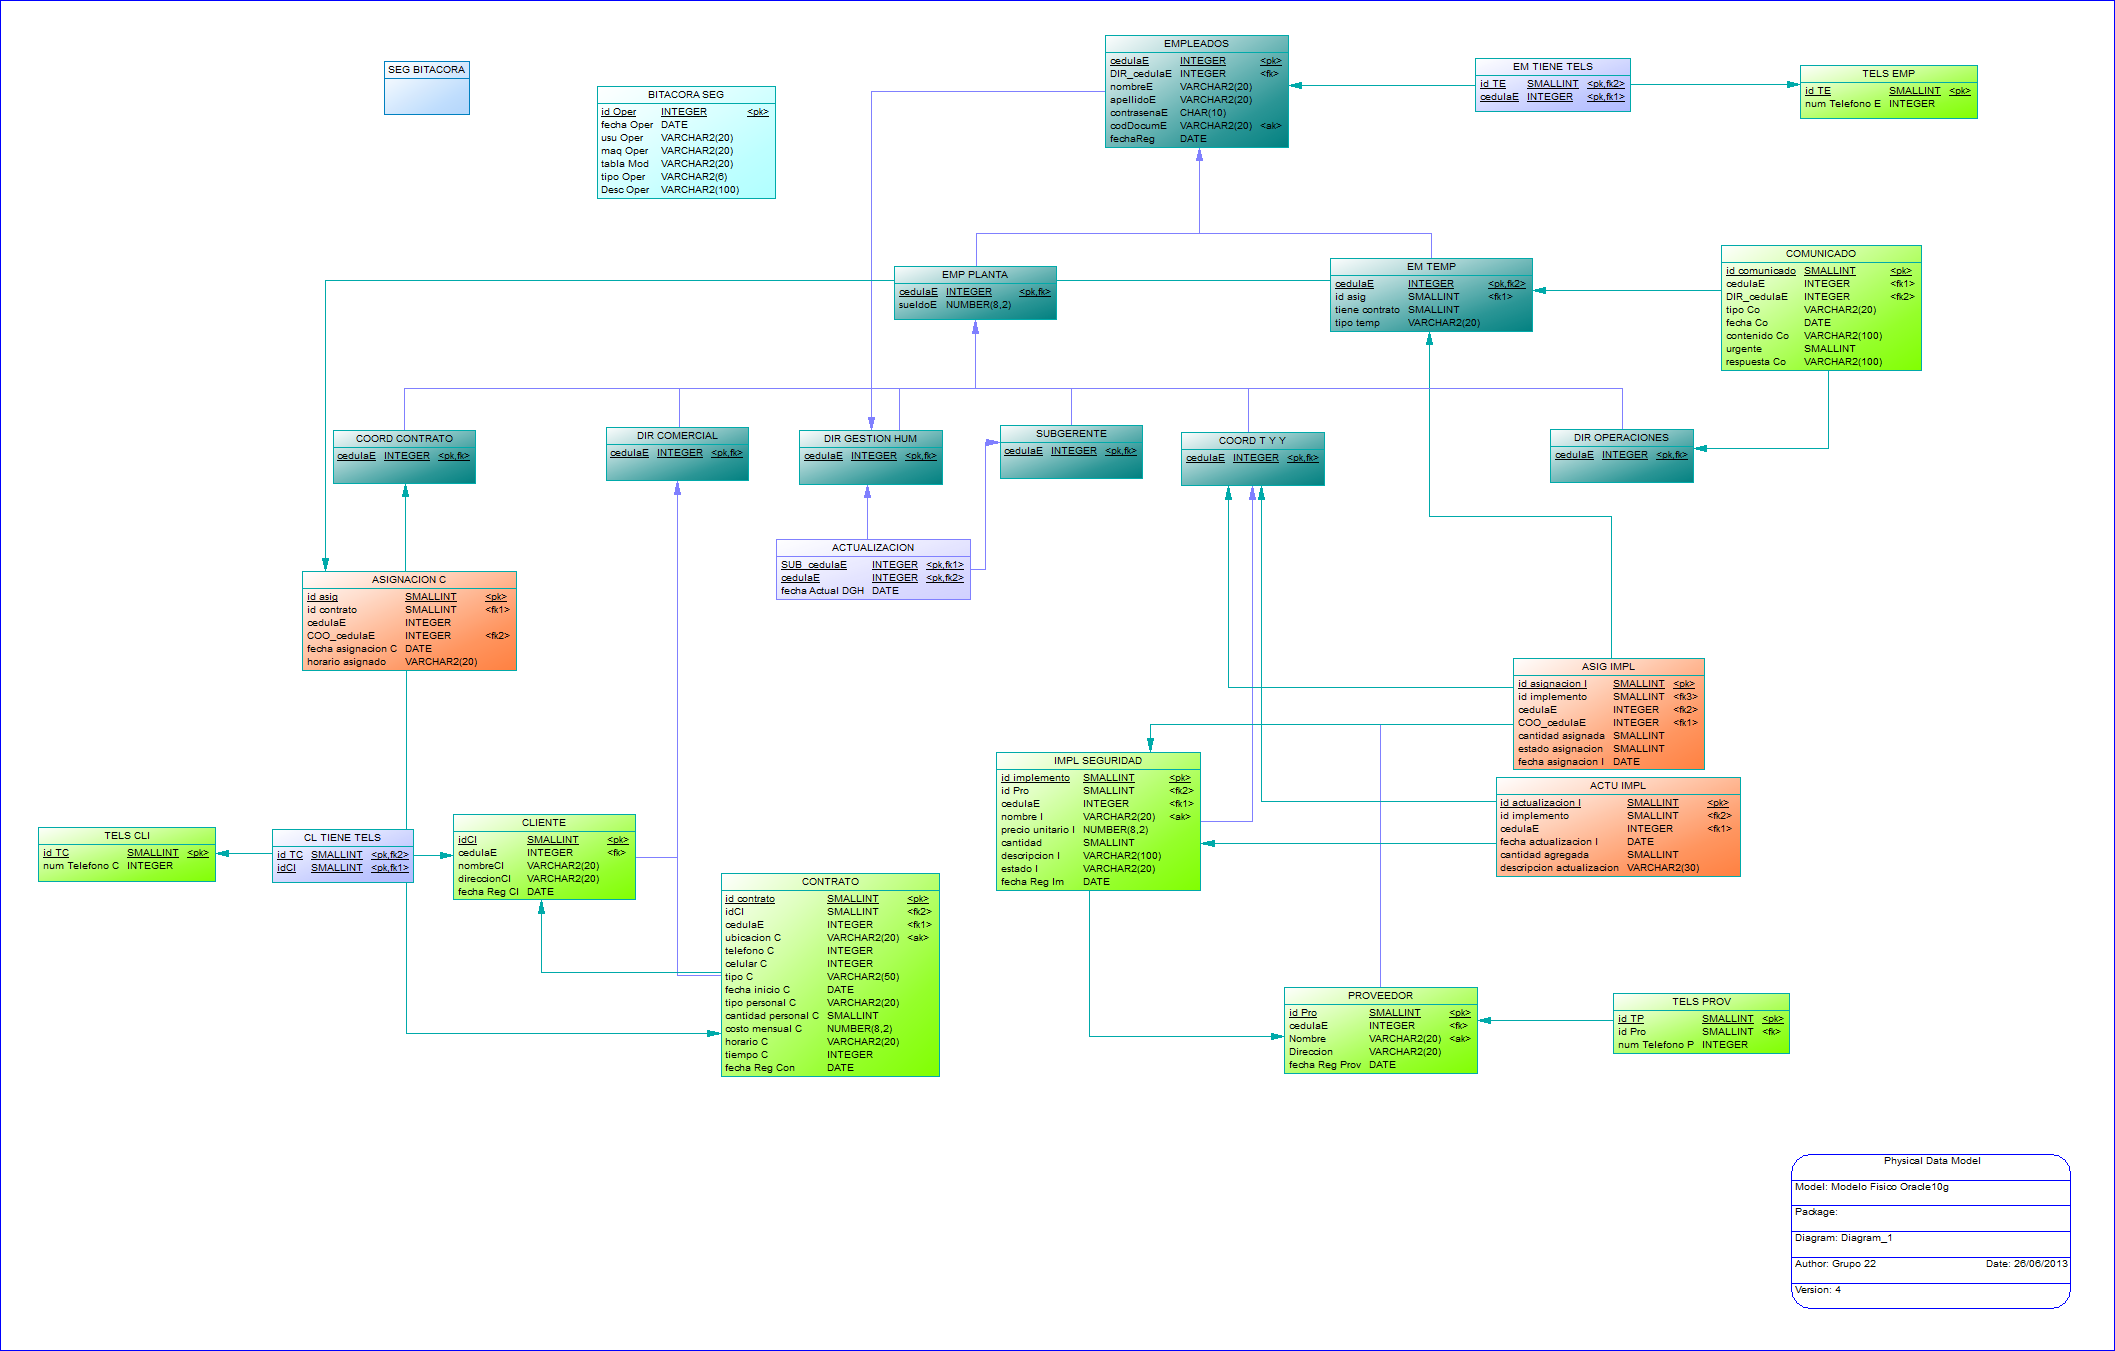 SEG BITACORA
BITACORA SEG
id Oper INTEGER <pk>
fecha Oper DATE
usu Oper VARCHAR2(20)
maq Oper VARCHAR2(20)
tabla Mod VARCHAR2(20)
tipo Oper VARCHAR2(6)
Desc Oper VARCHAR2(100)
EMPLEADOS
cedulaE INTEGER <pk>
DIR_cedulaE INTEGER <fk>
nombreE VARCHAR2(20)
apellidoE VARCHAR2(20)
contrasenaE CHAR(10)
codDocumE VARCHAR2(20) <ak>
fechaReg DATE
EM TIENE TELS
id TE SMALLINT <pk,fk2>
cedulaE INTEGER <pk,fk1>
TELS EMP
id TE SMALLINT <pk>
num Telefono E INTEGER
EMP PLANTA
cedulaE INTEGER <pk,fk>
sueldoE NUMBER(8,2)
EM TEMP
cedulaE INTEGER <pk,fk2>
id asig SMALLINT <fk1>
tiene contrato SMALLINT
tipo temp VARCHAR2(20)
COMUNICADO
id comunicado SMALLINT <pk>
cedulaE INTEGER <fk1>
DIR_cedulaE INTEGER <fk2>
tipo Co VARCHAR2(20)
fecha Co DATE
contenido Co VARCHAR2(100)
urgente SMALLINT
respuesta Co VARCHAR2(100)
COORD CONTRATO
cedulaE INTEGER <pk,fk>
DIR COMERCIAL
cedulaE INTEGER <pk,fk>
DIR GESTION HUM
cedulaE INTEGER <pk,fk>
SUBGERENTE
cedulaE INTEGER <pk,fk>
COORD T Y Y
cedulaE INTEGER <pk,fk>
DIR OPERACIONES
cedulaE INTEGER <pk,fk>
ACTUALIZACION
SUB_cedulaE INTEGER <pk,fk1>
cedulaE INTEGER <pk,fk2>
fecha Actual DGH DATE
ASIGNACION C
id asig SMALLINT <pk>
id contrato SMALLINT <fk1>
cedulaE INTEGER
COO_cedulaE INTEGER <fk2>
fecha asignacion C DATE
horario asignado VARCHAR2(20)
ASIG IMPL
id asignacion I SMALLINT <pk>
id implemento SMALLINT <fk3>
cedulaE INTEGER <fk2>
COO_cedulaE INTEGER <fk1>
cantidad asignada SMALLINT
estado asignacion SMALLINT
fecha asignacion I DATE
IMPL SEGURIDAD
id implemento SMALLINT <pk>
id Pro SMALLINT <fk2>
cedulaE INTEGER <fk1>
nombre I VARCHAR2(20) <ak>
precio unitario I NUMBER(8,2)
cantidad SMALLINT
descripcion I VARCHAR2(100)
estado I VARCHAR2(20)
fecha Reg Im DATE
ACTU IMPL
id actualizacion I SMALLINT <pk>
id implemento SMALLINT <fk2>
cedulaE INTEGER <fk1>
fecha actualizacion I DATE
cantidad agregada SMALLINT
descripcion actualizacion VARCHAR2(30)
TELS CLI
id TC SMALLINT <pk>
num Telefono C INTEGER
CL TIENE TELS
id TC SMALLINT <pk,fk2>
idCl SMALLINT <pk,fk1>
CLIENTE
idCl SMALLINT <pk>
cedulaE INTEGER <fk>
nombreCl VARCHAR2(20)
direccionCl VARCHAR2(20)
fecha Reg Cl DATE
CONTRATO
id contrato SMALLINT <pk>
idCl SMALLINT <fk2>
cedulaE INTEGER <fk1>
ubicacion C VARCHAR2(20) <ak>
telefono C INTEGER
celular C INTEGER
tipo C VARCHAR2(50)
fecha inicio C DATE
tipo personal C VARCHAR2(20)
cantidad personal C SMALLINT
costo mensual C NUMBER(8,2)
horario C VARCHAR2(20)
tiempo C INTEGER
fecha Reg Con DATE
PROVEEDOR
id Pro SMALLINT <pk>
cedulaE INTEGER <fk>
Nombre VARCHAR2(20) <ak>
Direccion VARCHAR2(20)
fecha Reg Prov DATE
TELS PROV
id TP SMALLINT <pk>
id Pro SMALLINT <fk>
num Telefono P INTEGER
Physical Data Model
Model: Modelo Fisico Oracle10g
Package:
Diagram: Diagram_1
Author: Grupo 22 Date: 26/06/2013
Version: 4